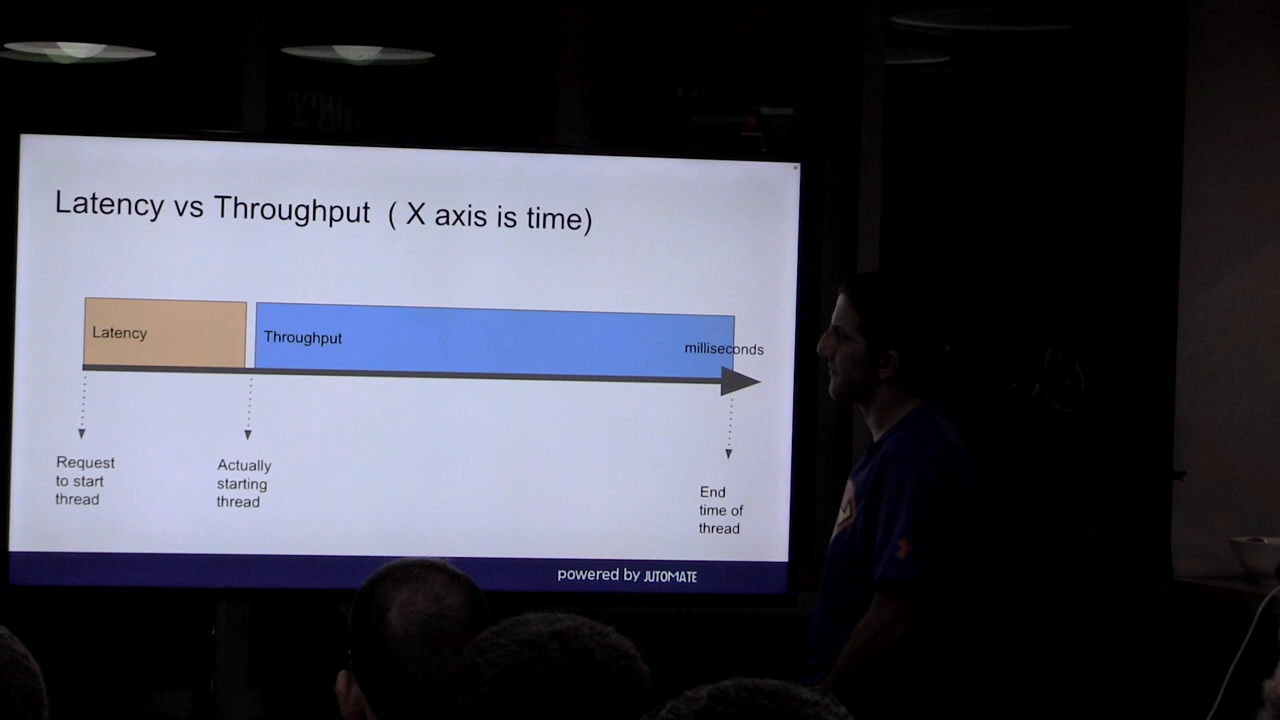 Latency vs Throughput ( X axis is time)
Latency
Throughput
milliseconds
Request
to start
thread
Actually
starting
thread
End
time of
thread
powered by JUTOMATE